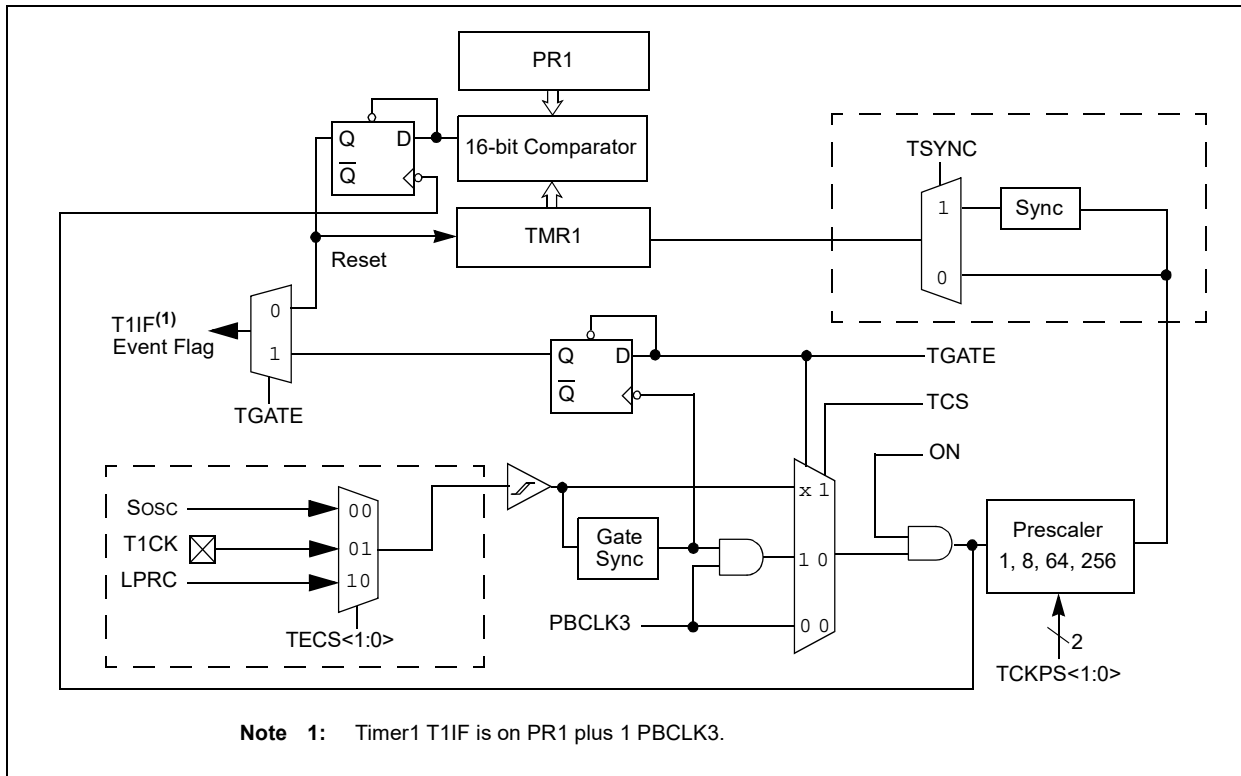 PR1
Q D
Q
16-bit Comparator
TMR1
Reset
TSYNC
1
Sync
0
T1IF(1)
Event Flag
0
1
TGATE
Q D
Q
TGATE
TCS
ON
SOSC
T1CK
LPRC
00
01
10
TECS<1:0>
Gate
Sync
PBCLK3
x 1
1 0
0 0
Prescaler
1, 8, 64, 256
2
TCKPS<1:0>
Note 1: Timer1 T1IF is on PR1 plus 1 PBCLK3.